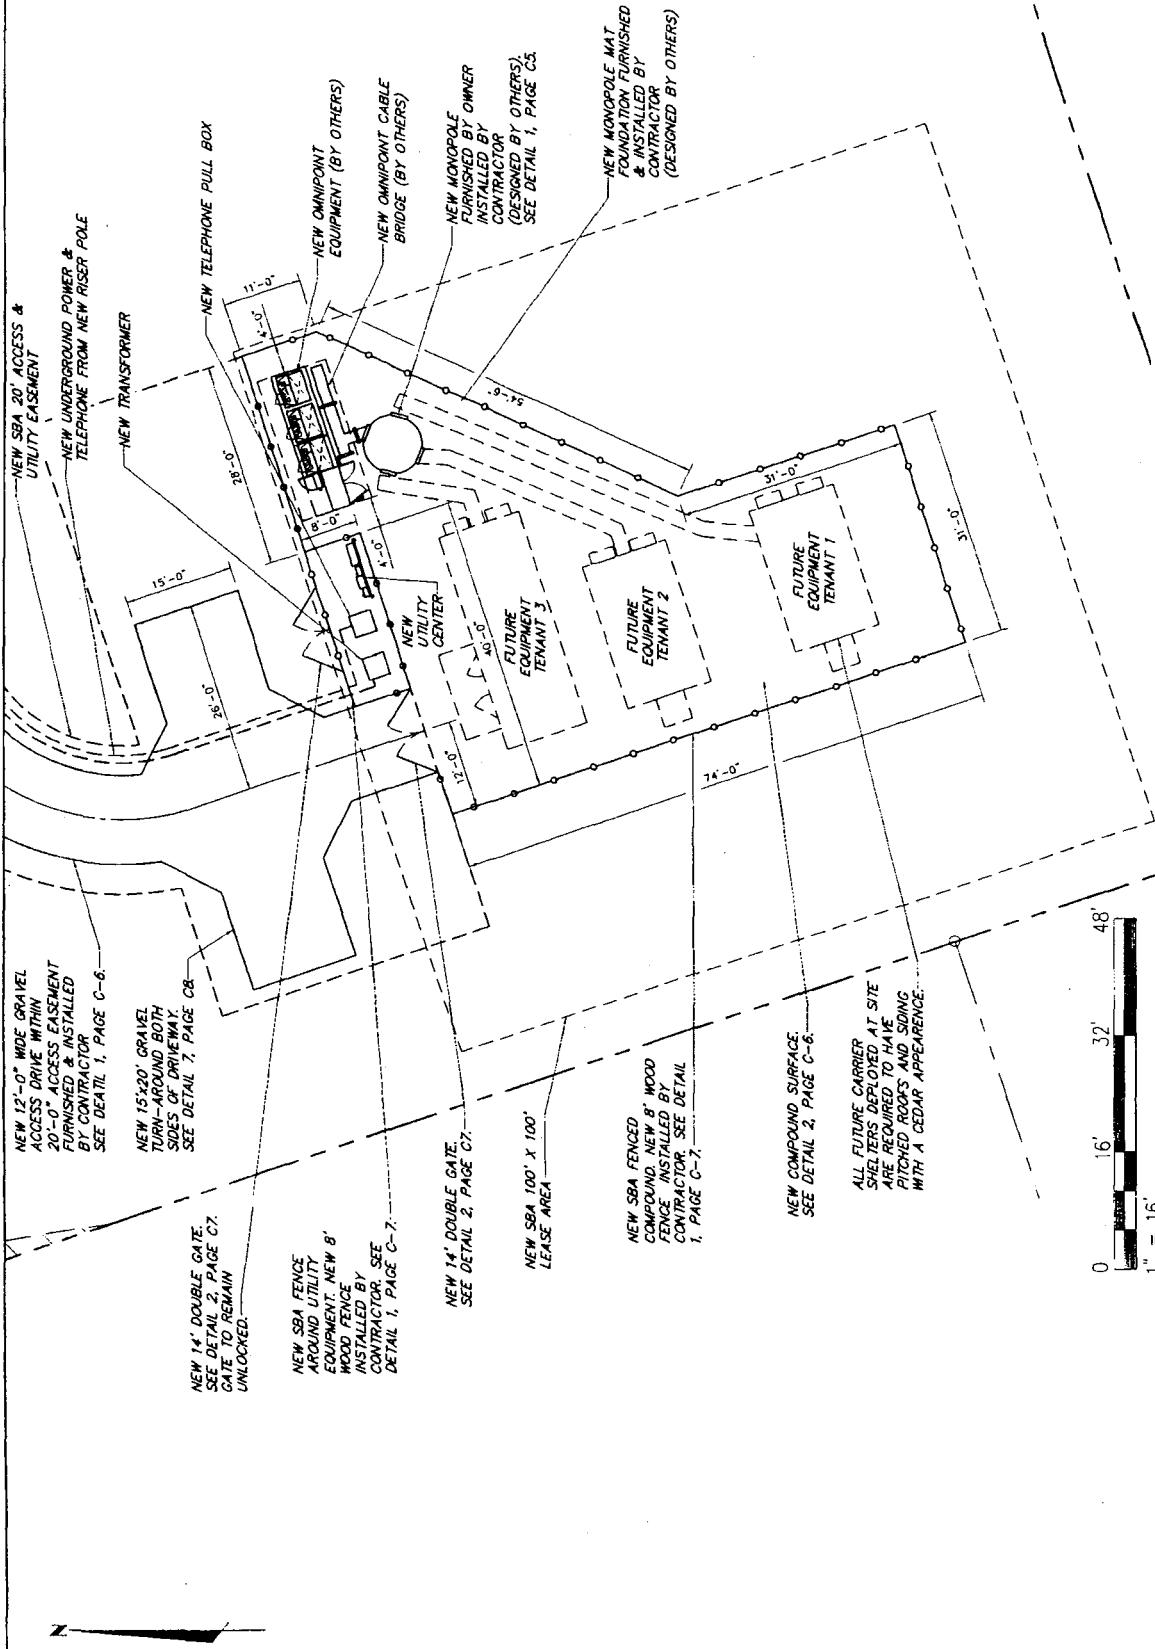 NEW SBA 20' ACCESS &
UTILITY EASEMENT
NEW UNDERGROUND POWER &
TELEPHONE FROM NEW RISER POLE
NEW TRANSFORMER
NEW TELEPHONE PULL BOX
NEW OMNIPOINT
EQUIPMENT (BY OTHERS)
NEW OMNIPOINT CABLE
BRIDGE (BY OTHERS)
NEW MONOPOLE
FURNISHED BY OWNER
INSTALLED BY
CONTRACTOR
(DESIGNED BY OTHERS).
SEE DETAIL 1, PAGE C5.
NEW MONOPOLE MAT
FOUNDATION FURNISHED
& INSTALLED BY
CONTRACTOR
(DESIGNED BY OTHERS)
11'-0"
4'-0"
28'-0"
15'-0"
26'-0"
8'-0"
4'-0"
54'-6"
31'-0"
31'-0"
40'-0"
12'-0"
74'-0"
NEW
UTILITY
CENTER
FUTURE
EQUIPMENT
TENANT 3
FUTURE
EQUIPMENT
TENANT 2
FUTURE
EQUIPMENT
TENANT 1
NEW 12'-0" WIDE GRAVEL
ACCESS DRIVE WITHIN
20'-0" ACCESS EASEMENT
FURNISHED & INSTALLED
BY CONTRACTOR
SEE DEATIL 1, PAGE C-6.
NEW 15'x20' GRAVEL
TURN-AROUND BOTH
SIDES OF DRIVEWAY.
SEE DETAIL 7, PAGE C8.
NEW 14' DOUBLE GATE.
SEE DETAIL 2, PAGE C7.
GATE TO REMAIN
UNLOCKED.
NEW SBA FENCE
AROUND UTILITY
EQUIPMENT. NEW 8'
WOOD FENCE
INSTALLED BY
CONTRACTOR. SEE
DETAIL 1, PAGE C-7.
NEW 14' DOUBLE GATE.
SEE DETAIL 2, PAGE C7.
NEW SBA 100' X 100'
LEASE AREA
NEW SBA FENCED
COMPOUND. NEW 8' WOOD
FENCE INSTALLED BY
CONTRACTOR. SEE DETAIL
1, PAGE C-7.
NEW COMPOUND SURFACE.
SEE DETAIL 2, PAGE C-6.
ALL FUTURE CARRIER
SHELTERS DEPLOYED AT SITE
ARE REQUIRED TO HAVE
PITCHED ROOFS AND SIDING
WITH A CEDAR APPEARENCE.
0 16' 32' 48'
1" = 16'
N